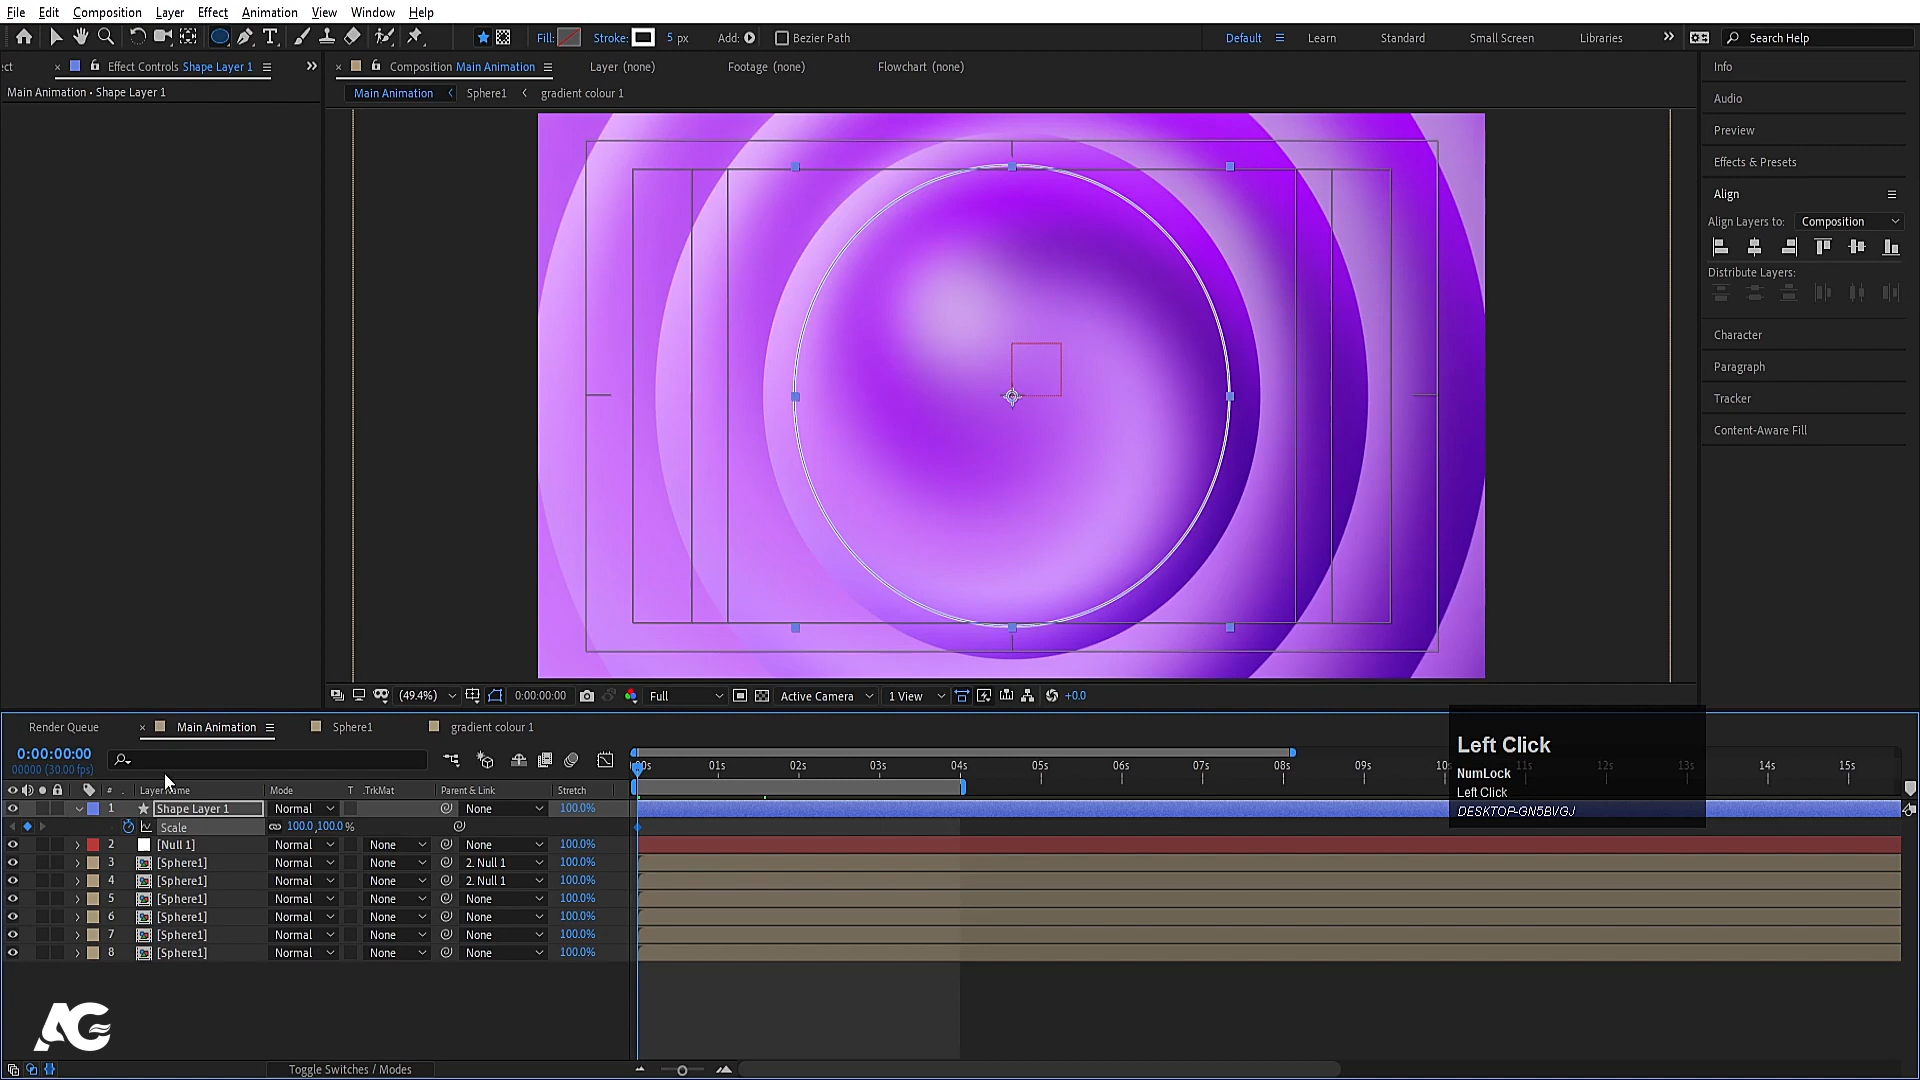 File Edit Composition Layer Effect Animation View Window Help
Fill: Stroke: 5 px Add: Bezier Path Default Learn Standard Small Screen Libraries Search Help
ct Effect Controls Shape Layer 1 Composition Main Animation Layer (none) Footage (none) Flowchart (none) Info
Main Animation • Shape Layer 1 Main Animation Sphere1 gradient colour 1
Audio
Preview
Effects & Presets
Align
Align Layers to: Composition
Distribute Layers:
Character
Paragraph
Tracker
Content-Aware Fill
(49.4%) 0:00:00:00 Full Active Camera 1 View +0.0
Render Queue Main Animation Sphere1 gradient colour 1
Left Click
NumLock
Left Click
DESKTOP-GN5BVGJ
0:00:00:00
00000 (30.00 fps)
00s 01s 02s 03s 04s 05s 06s 07s 08s 09s 10s 11s 12s 13s 14s 15s
# Layer Name Mode T .TrkMat Parent & Link Stretch
1 Shape Layer 1 Normal None 100.0%
Scale 100.0,100.0%
2 [Null 1] Normal None None 100.0%
3 [Sphere1] Normal None 2. Null 1 100.0%
4 [Sphere1] Normal None 2. Null 1 100.0%
5 [Sphere1] Normal None None 100.0%
6 [Sphere1] Normal None None 100.0%
7 [Sphere1] Normal None None 100.0%
8 [Sphere1] Normal None None 100.0%
AG
Toggle Switches / Modes